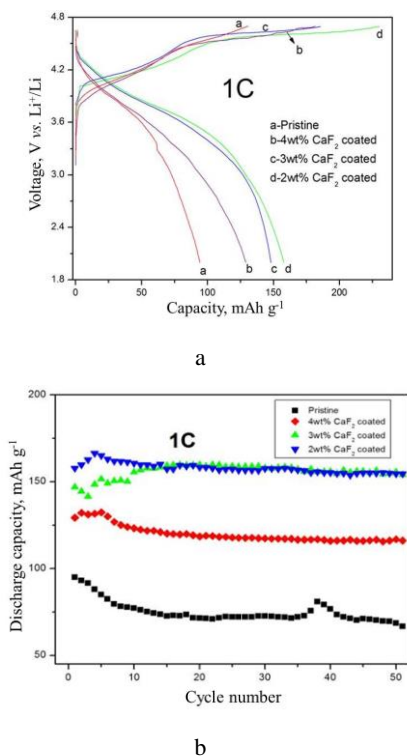 4.8
4.2
3.6
3.0
2.4
1.8
Voltage, V vs. Li⁺/Li
a
c
b
d
1C
a-Pristine
b-4wt% CaF₂ coated
c-3wt% CaF₂ coated
d-2wt% CaF₂ coated
a
b
c
d
0
50
100
150
200
Capacity, mAh g⁻¹
a
200
150
100
50
Discharge capacity, mAh g⁻¹
1C
Pristine
4wt% CaF₂ coated
3wt% CaF₂ coated
2wt% CaF₂ coated
0
10
20
30
40
50
Cycle number
b